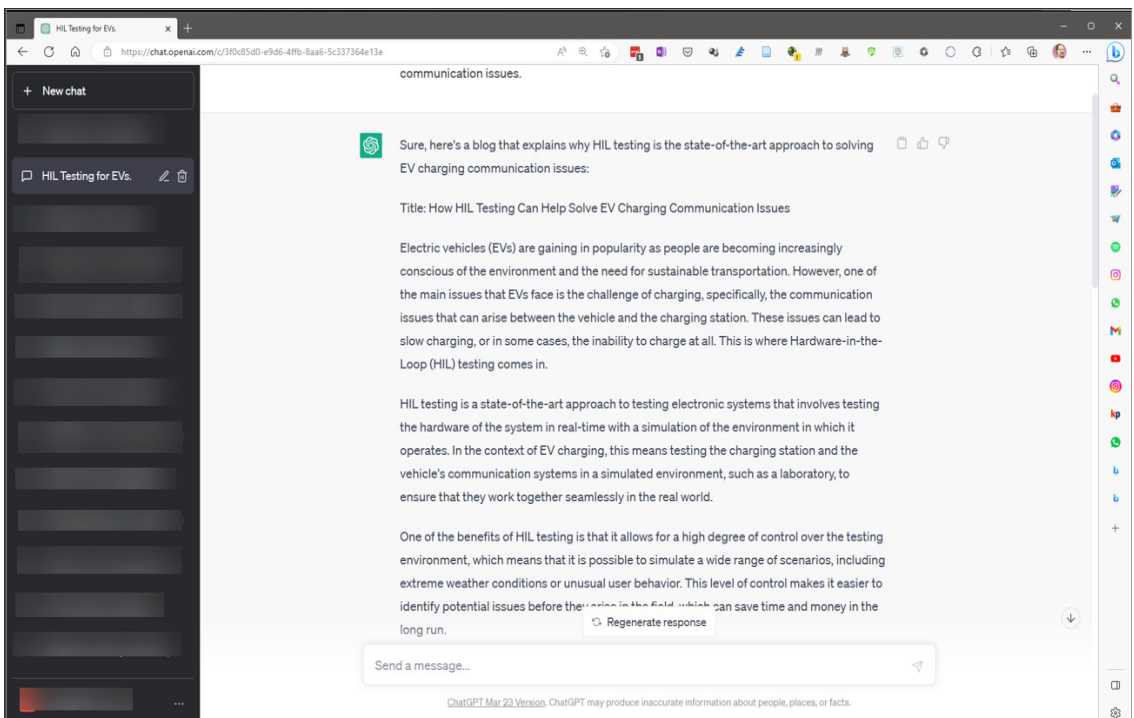 HIL Testing for EVs.
https://chat.openai.com/c/3f0c85d0-e9d6-4ffb-8aa6-5c337364e13e
+ New chat
HIL Testing for EVs.
communication issues.
Sure, here's a blog that explains why HIL testing is the state-of-the-art approach to solving
EV charging communication issues:
Title: How HIL Testing Can Help Solve EV Charging Communication Issues
Electric vehicles (EVs) are gaining in popularity as people are becoming increasingly
conscious of the environment and the need for sustainable transportation. However, one of
the main issues that EVs face is the challenge of charging, specifically, the communication
issues that can arise between the vehicle and the charging station. These issues can lead to
slow charging, or in some cases, the inability to charge at all. This is where Hardware-in-the-
Loop (HIL) testing comes in.
HIL testing is a state-of-the-art approach to testing electronic systems that involves testing
the hardware of the system in real-time with a simulation of the environment in which it
operates. In the context of EV charging, this means testing the charging station and the
vehicle's communication systems in a simulated environment, such as a laboratory, to
ensure that they work together seamlessly in the real world.
One of the benefits of HIL testing is that it allows for a high degree of control over the testing
environment, which means that it is possible to simulate a wide range of scenarios, including
extreme weather conditions or unusual user behavior. This level of control makes it easier to
identify potential issues before they arise in the field, which can save time and money in the
long run.
Regenerate response
Send a message...
ChatGPT Mar 23 Version. ChatGPT may produce inaccurate information about people, places, or facts.
kp